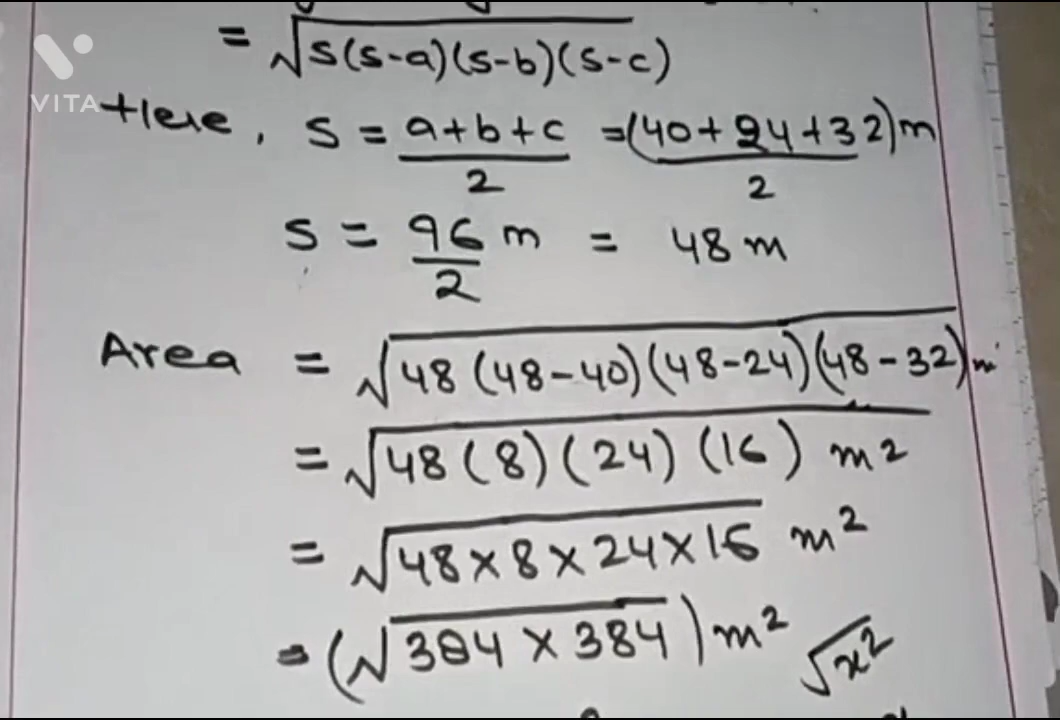 = √s(s-a)(s-b)(s-c)
VITA
Here, S = a+b+c/2 = (40+24+32)m/2
S = 96/2 m = 48 m
Area = √48(48-40)(48-24)(48-32) m
= √48(8)(24)(16) m²
= √48×8×24×16 m²
= (√384×384) m² √x²